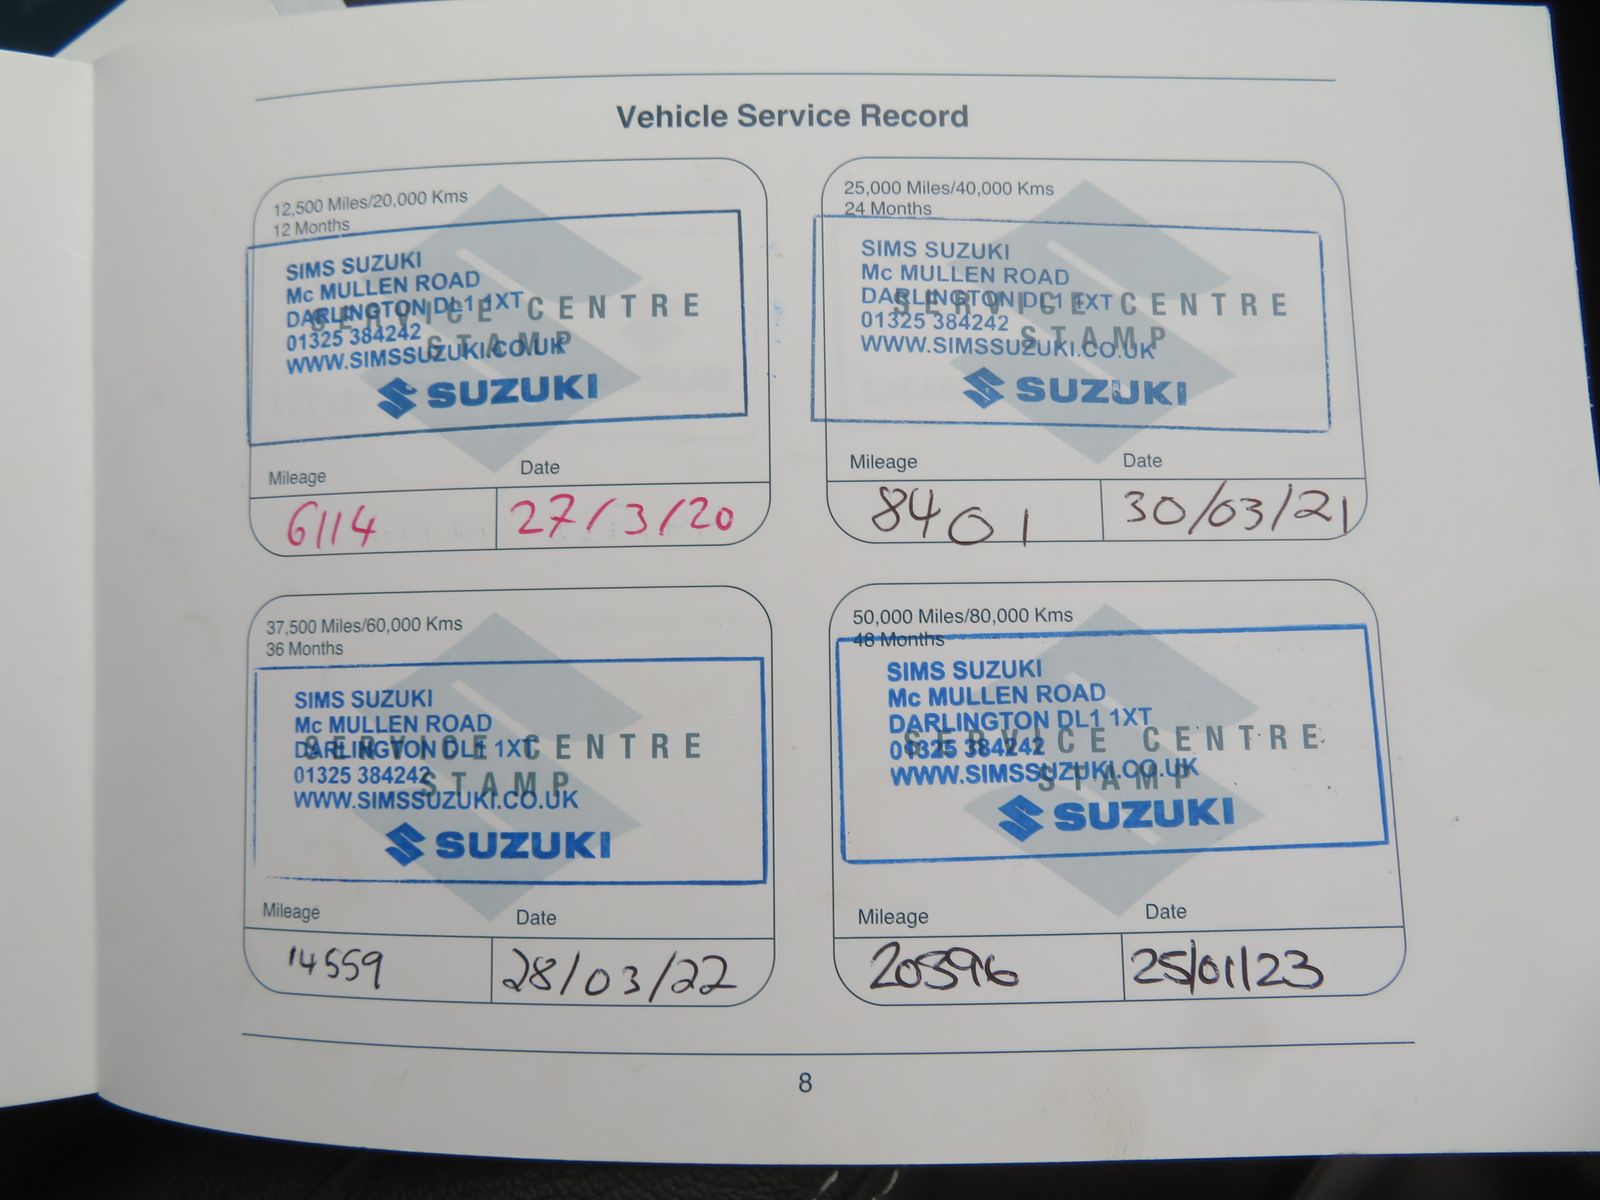 Vehicle Service Record
12,500 Miles/20,000 Kms
12 Months
SERVICE CENTRE
STAMP
SIMS SUZUKI
Mc MULLEN ROAD
DARLINGTON DL1 1XT
01325 384242
WWW.SIMSSUZUKI.CO.UK
SUZUKI
Mileage
Date
6114
27/3/20
25,000 Miles/40,000 Kms
24 Months
SERVICE CENTRE
STAMP
SIMS SUZUKI
Mc MULLEN ROAD
DARLINGTON DL1 1XT
01325 384242
WWW.SIMSSUZUKI.CO.UK
SUZUKI
Mileage
Date
8401
30/03/21
37,500 Miles/60,000 Kms
36 Months
SERVICE CENTRE
STAMP
SIMS SUZUKI
Mc MULLEN ROAD
DARLINGTON DL1 1XT
01325 384242
WWW.SIMSSUZUKI.CO.UK
SUZUKI
Mileage
Date
14559
28/03/22
50,000 Miles/80,000 Kms
48 Months
SERVICE CENTRE
STAMP
SIMS SUZUKI
Mc MULLEN ROAD
DARLINGTON DL1 1XT
01325 384242
WWW.SIMSSUZUKI.CO.UK
SUZUKI
Mileage
Date
20596
25/01/23
8